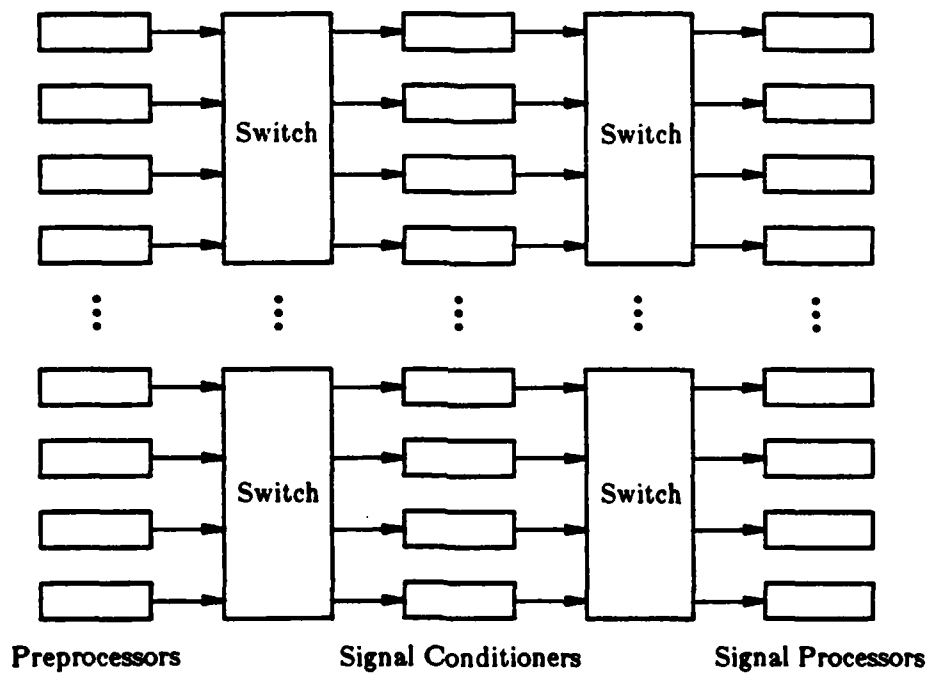 Switch
Switch
Switch
Switch
Preprocessors
Signal Conditioners
Signal Processors